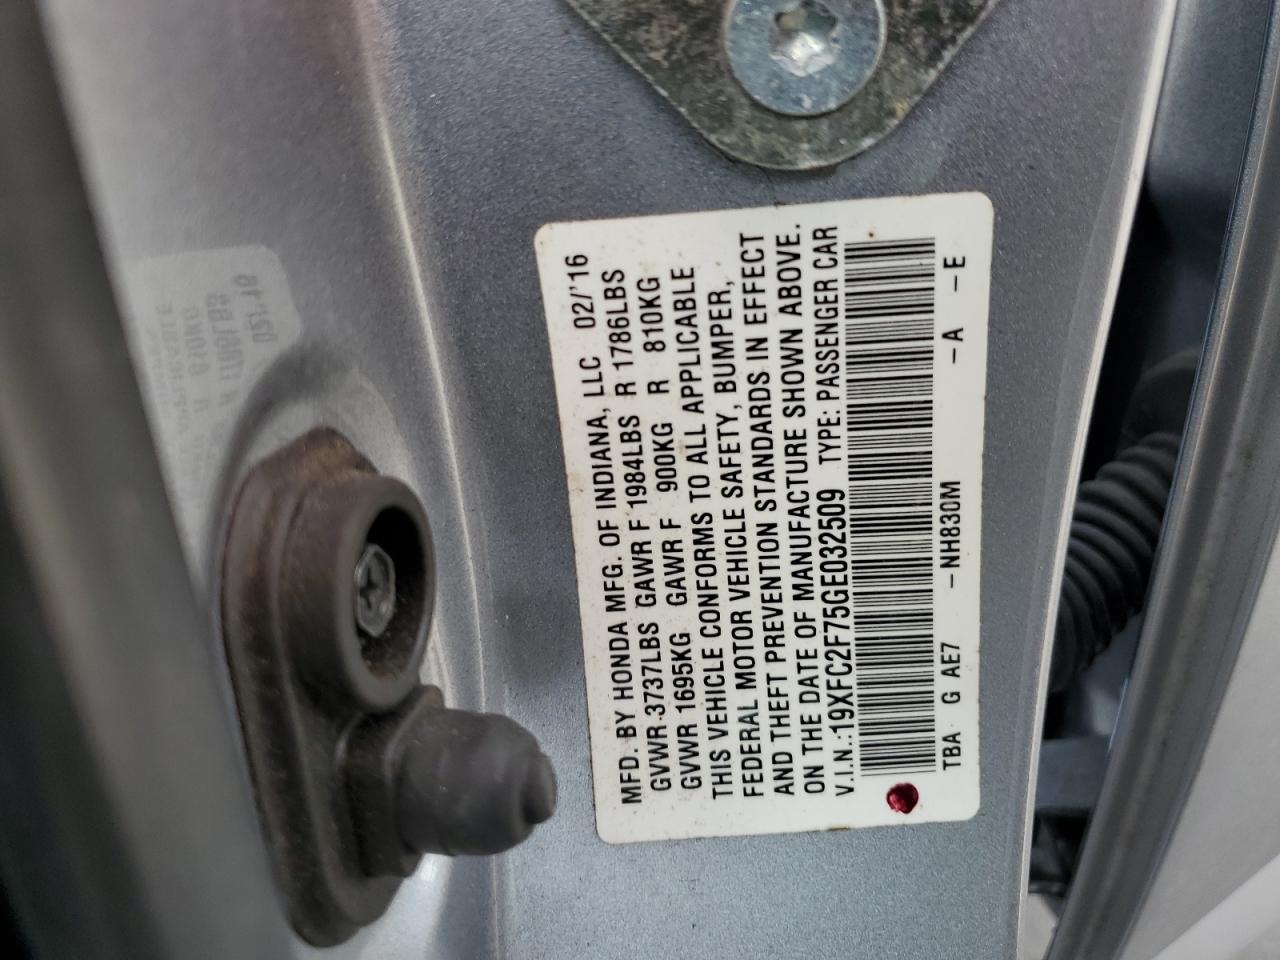 MFD. BY HONDA MFG. OF INDIANA, LLC 02/'16
GVWR 3737LBS GAWR F 1984LBS R 1786LBS
GVWR 1695KG GAWR F 900KG R 810KG
THIS VEHICLE CONFORMS TO ALL APPLICABLE
FEDERAL MOTOR VEHICLE SAFETY, BUMPER,
AND THEFT PREVENTION STANDARDS IN EFFECT
ON THE DATE OF MANUFACTURE SHOWN ABOVE.
V.I.N.:19XFC2F75GE032509 TYPE: PASSENGER CAR
TBA G AE7 -NH830M -A -E